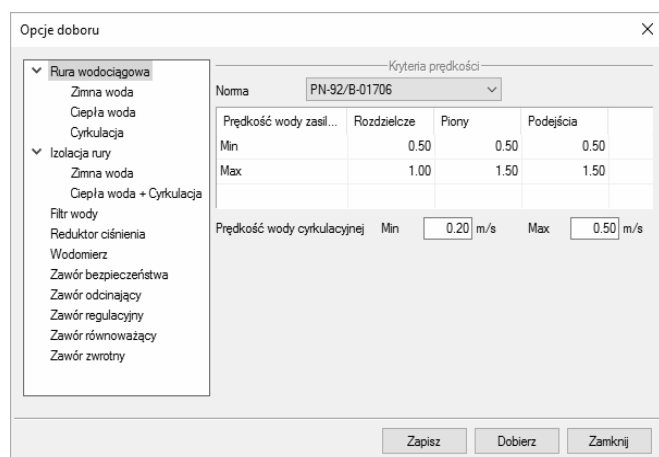 Opcje doboru
Rura wodociągowa
Zimna woda
Ciepła woda
Cyrkulacja
Izolacja rury
Zimna woda
Ciepła woda + Cyrkulacja
Filtr wody
Reduktor ciśnienia
Wodomierz
Zawór bezpieczeństwa
Zawór odcinający
Zawór regulacyjny
Zawór równoważący
Zawór zwrotny
Kryteria prędkości
Norma PN-92/B-01706
Prędkość wody zasil... Rozdzielcze Piony Podejścia
Min 0.50 0.50 0.50
Max 1.00 1.50 1.50
Prędkość wody cyrkulacyjnej Min 0.20 m/s Max 0.50 m/s
Zapisz Dobierz Zamknij